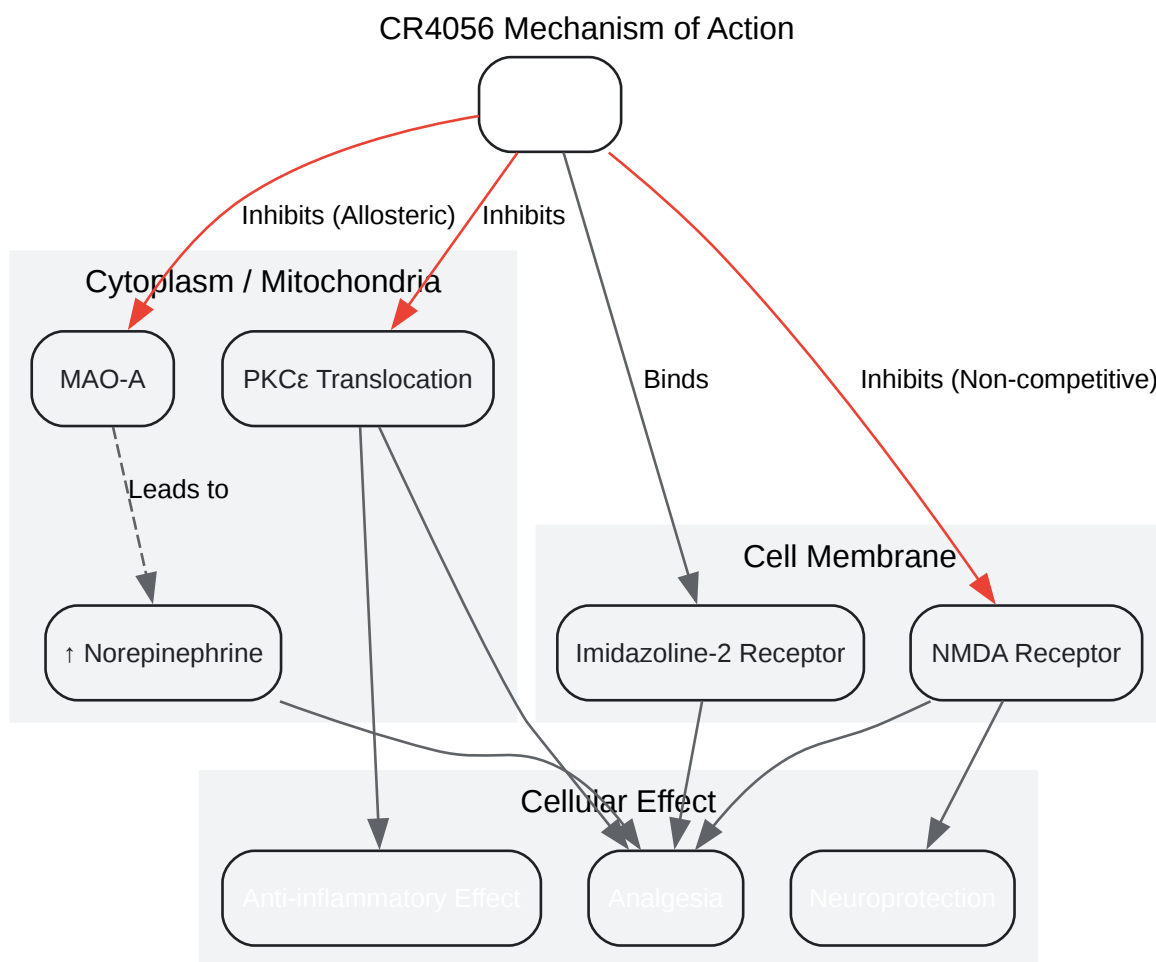 CR4056 Mechanism of Action
Inhibits (Allosteric)
Inhibits
Cytoplasm / Mitochondria
MAO-A
PKCε Translocation
Binds
Inhibits (Non-competitive)
Leads to
Cell Membrane
↑ Norepinephrine
Imidazoline-2 Receptor
NMDA Receptor
Cellular Effect
Anti-inflammatory Effect
Analgesia
Neuroprotection